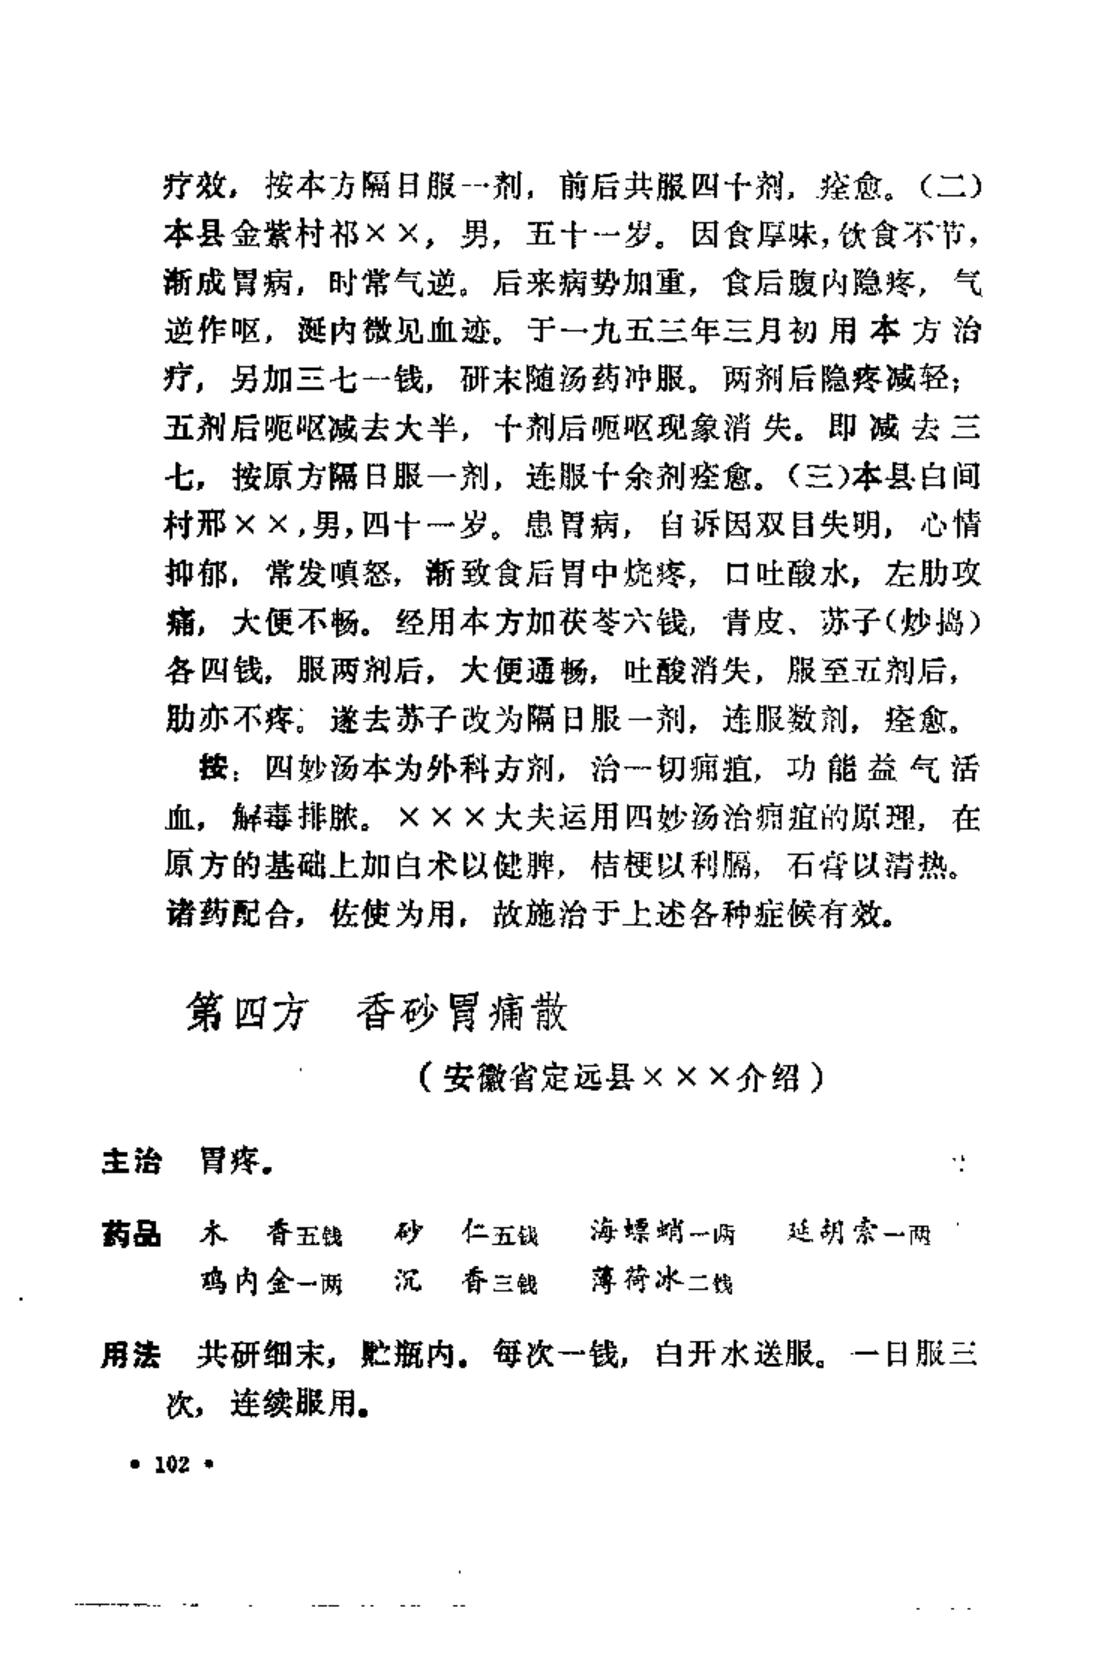 疗效，按本方隔日服一剂，前后共服四十剂，痊愈。（二）
本县金紫村祁××，男，五十一岁。因食厚味，饮食不节，
渐成胃病，时常气逆。后来病势加重，食后腹内隐疼，气
逆作呕，涎内微见血迹。于一九五三年三月初用本方治
疗，另加三七一钱，研末随汤药冲服。两剂后隐疼减轻；
五剂后呃呕减去大半，十剂后呃呕现象消失。即减去三
七，按原方隔日服一剂，连服十余剂痊愈。（三）本县白间
村邢××，男，四十一岁。患胃病，自诉因双目失明，心情
抑郁，常发嗔怒，渐致食后胃中烧疼，口吐酸水，左肋攻
痛，大便不畅。经用本方加茯苓六钱，青皮、苏子（炒捣）
各四钱，服两剂后，大便通畅，吐酸消失，服至五剂后，
肋亦不疼。遂去苏子改为隔日服一剂，连服数剂，痊愈。
按：四妙汤本为外科方剂，治一切痈疽，功能益气活
血，解毒排脓。×××大夫运用四妙汤治痈疽的原理，在
原方的基础上加白术以健脾，桔梗以利膈，石膏以清热。
诸药配合，佐使为用，故施治于上述各种症候有效。
第四方 香砂胃痛散
（安徽省定远县×××介绍）
主治 胃疼。
药品 木 香五钱 砂 仁五钱 海螵蛸一两 延胡索一两
鸡内金一两 沉 香三钱 薄荷冰二钱
用法 共研细末，贮瓶内。每次一钱，白开水送服。一日服三
次，连续服用。
• 102 •